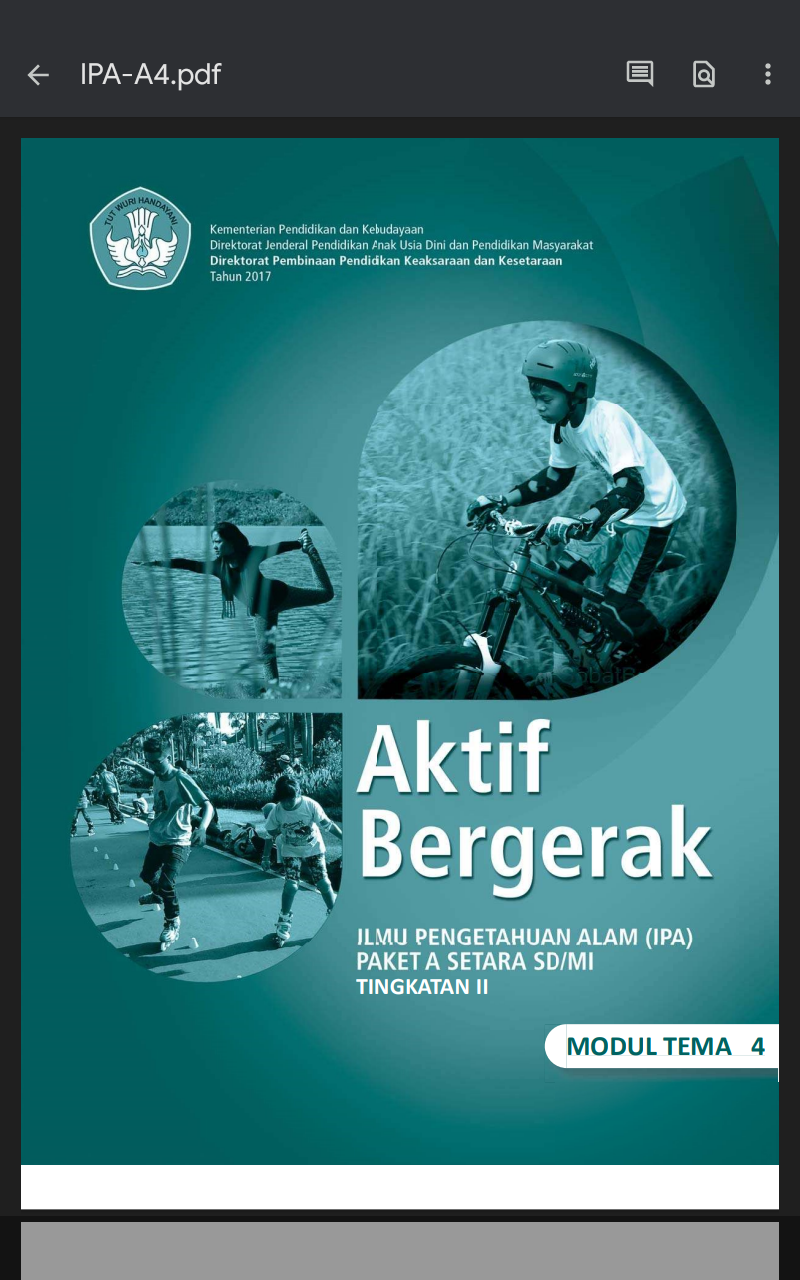 IPA-A4.pdf
TUT WURI HANDAYANI
Kementerian Pendidikan dan Kebudayaan
Direktorat Jenderal Pendidikan Anak Usia Dini dan Pendidikan Masyarakat
Direktorat Pembinaan Pendidikan Keaksaraan dan Kesetaraan
Tahun 2017
Aktif
Bergerak
ILMU PENGETAHUAN ALAM (IPA)
PAKET A SETARA SD/MI
TINGKATAN II
MODUL TEMA 4